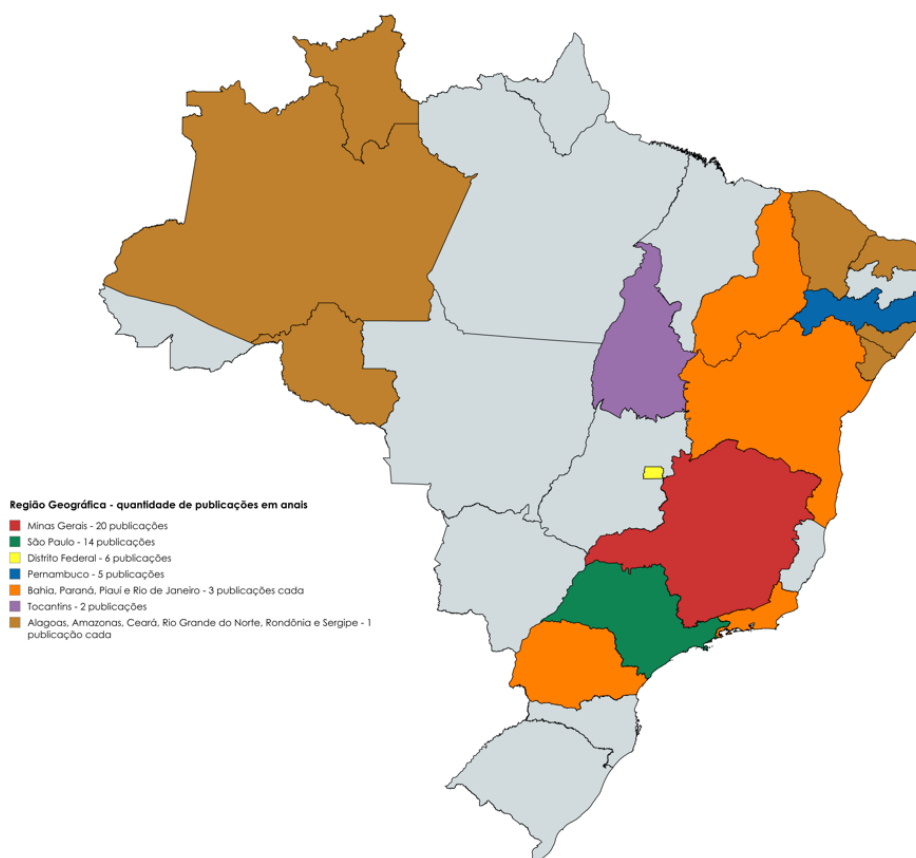 Região Geográfica - quantidade de publicações em anais
Minas Gerais - 20 publicações
São Paulo - 14 publicações
Distrito Federal - 6 publicações
Pernambuco - 5 publicações
Bahia, Paraná, Piauí e Rio de Janeiro - 3 publicações cada
Tocantins - 2 publicações
Alagoas, Amazonas, Ceará, Rio Grande do Norte, Rondônia e Sergipe - 1
publicação cada